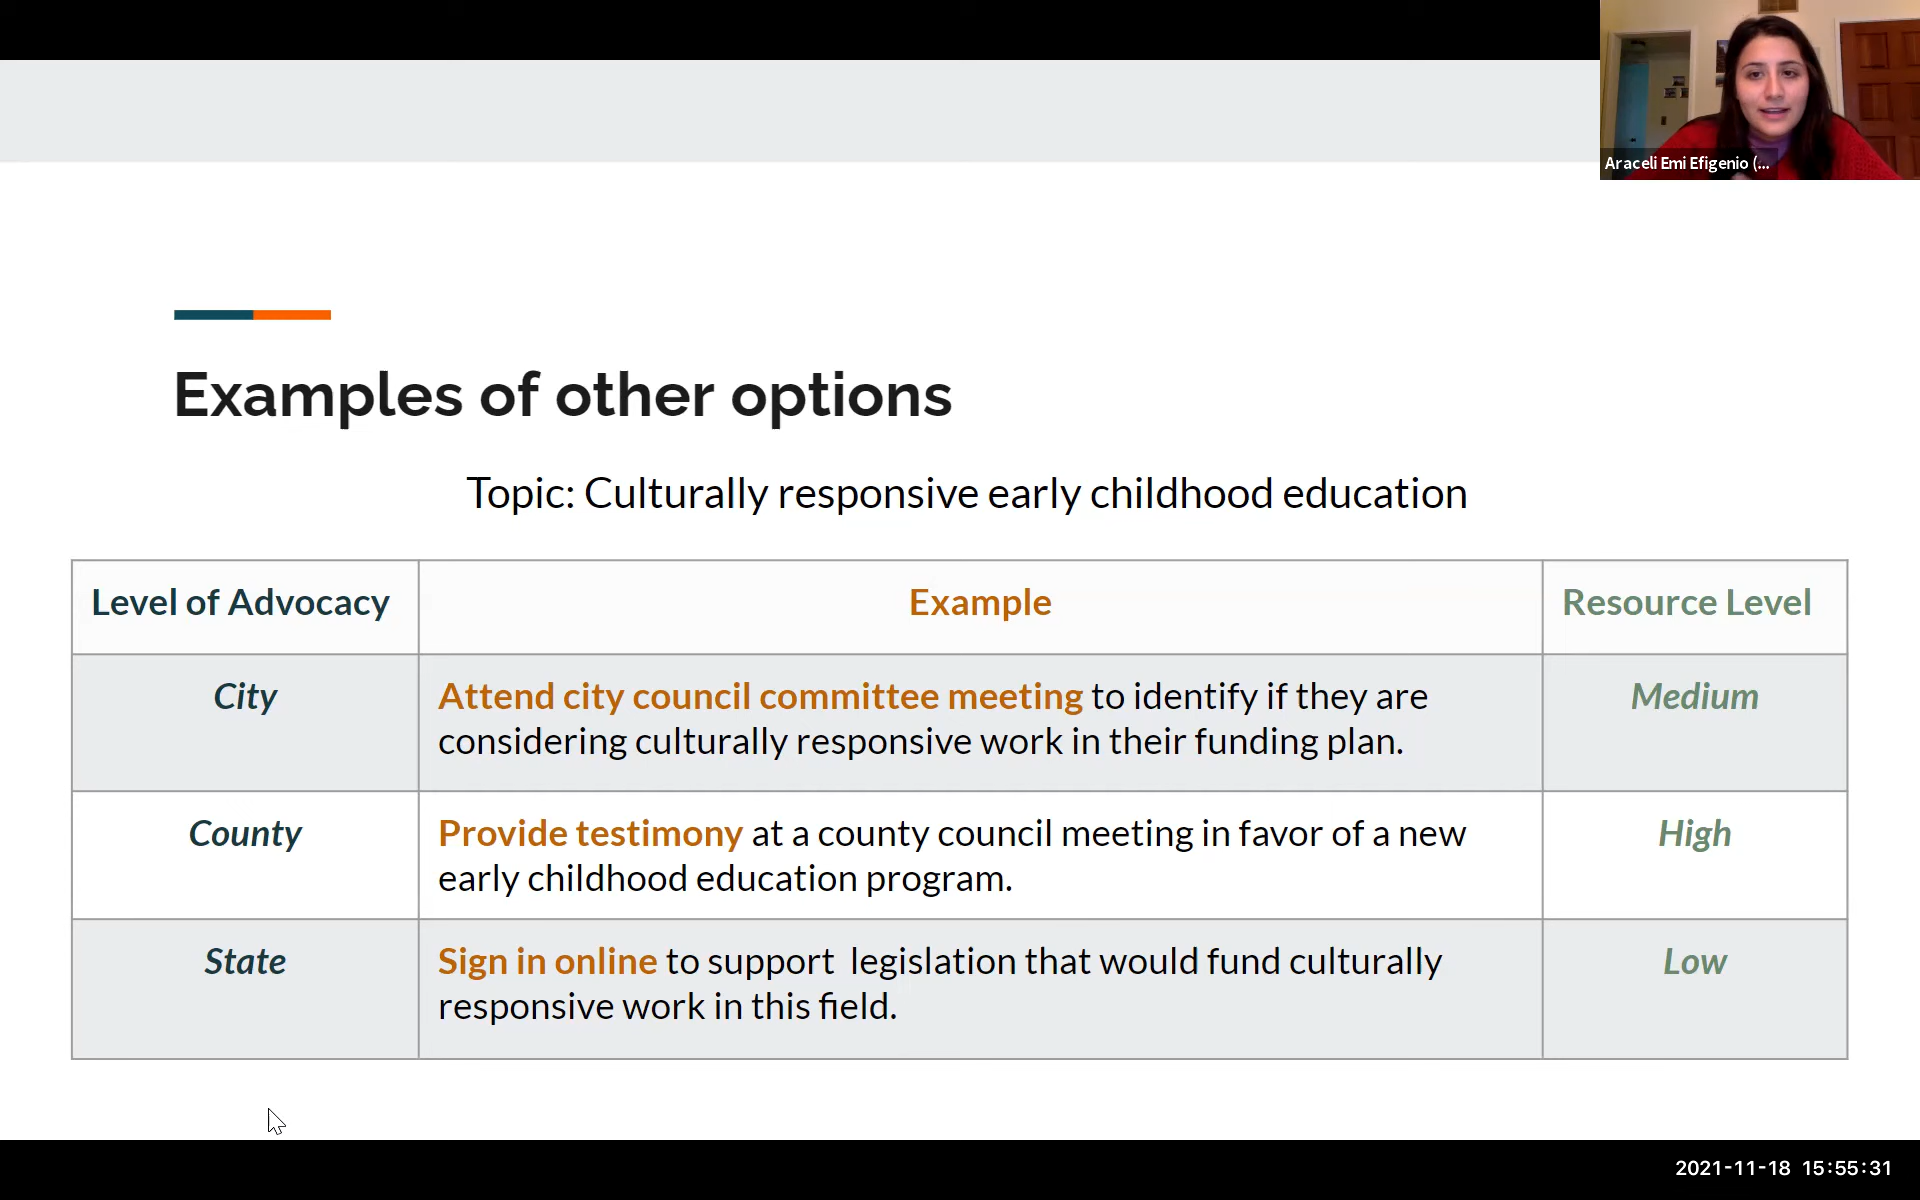 Araceli Emi Efigenio (...
Examples of other options
Topic: Culturally responsive early childhood education
Level of Advocacy
Example
Resource Level
City
Attend city council committee meeting to identify if they are
considering culturally responsive work in their funding plan.
Medium
County
Provide testimony at a county council meeting in favor of a new
early childhood education program.
High
State
Sign in online to support  legislation that would fund culturally
responsive work in this field.
Low
2021-11-18 15:55:31